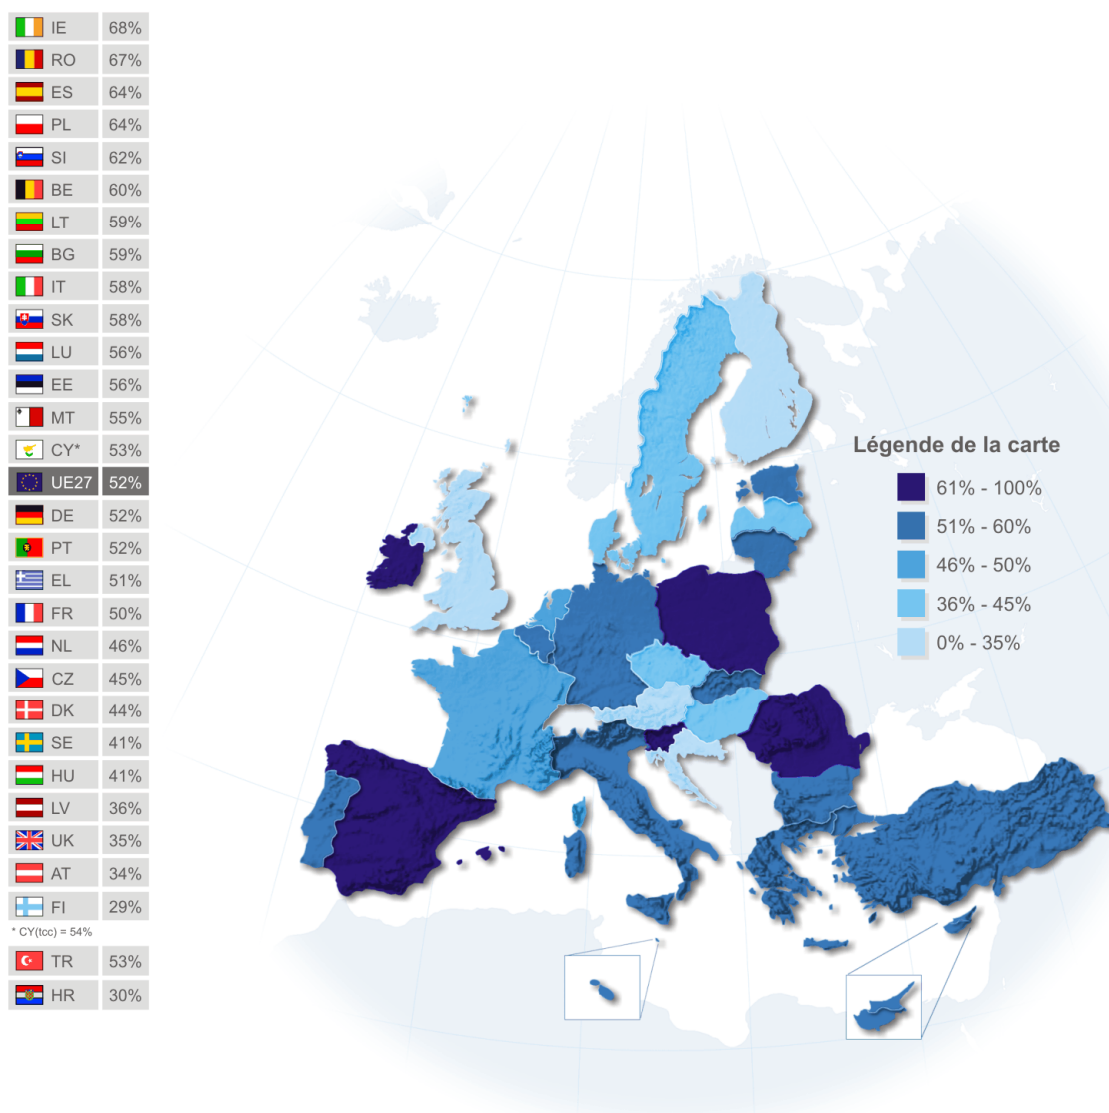 IE 68%
RO 67%
ES 64%
PL 64%
SI 62%
BE 60%
LT 59%
BG 59%
IT 58%
SK 58%
LU 56%
EE 56%
MT 55%
CY* 53%
UE27 52%
DE 52%
PT 52%
EL 51%
FR 50%
NL 46%
CZ 45%
DK 44%
SE 41%
HU 41%
LV 36%
UK 35%
AT 34%
FI 29%
* CY(tcc) = 54%
TR 53%
HR 30%
Légende de la carte
61% - 100%
51% - 60%
46% - 50%
36% - 45%
0% - 35%